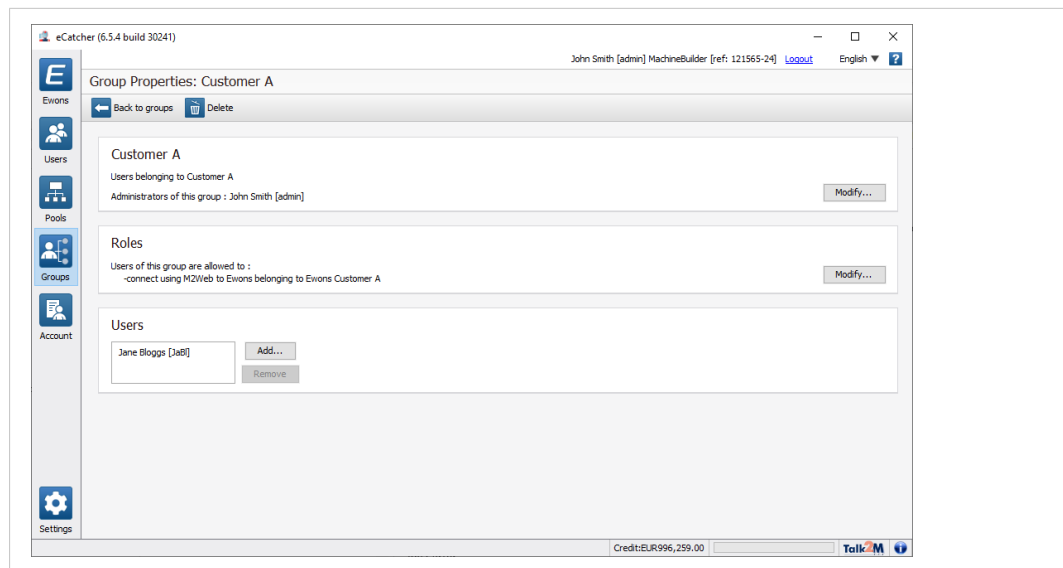 eCatcher (6.5.4 build 30241)
John Smith [admin] MachineBuilder [ref: 121565-24] Logout English ▼ ?
Group Properties: Customer A
Back to groups Delete
Ewons
Users
Pools
Groups
Account
Settings
Customer A
Users belonging to Customer A
Administrators of this group : John Smith [admin]
Modify...
Roles
Users of this group are allowed to :
-connect using M2Web to Ewons belonging to Ewons Customer A
Modify...
Users
Jane Bloggs [JaBl]
Add...
Remove
Credit:EUR996,259.00
Talk2M